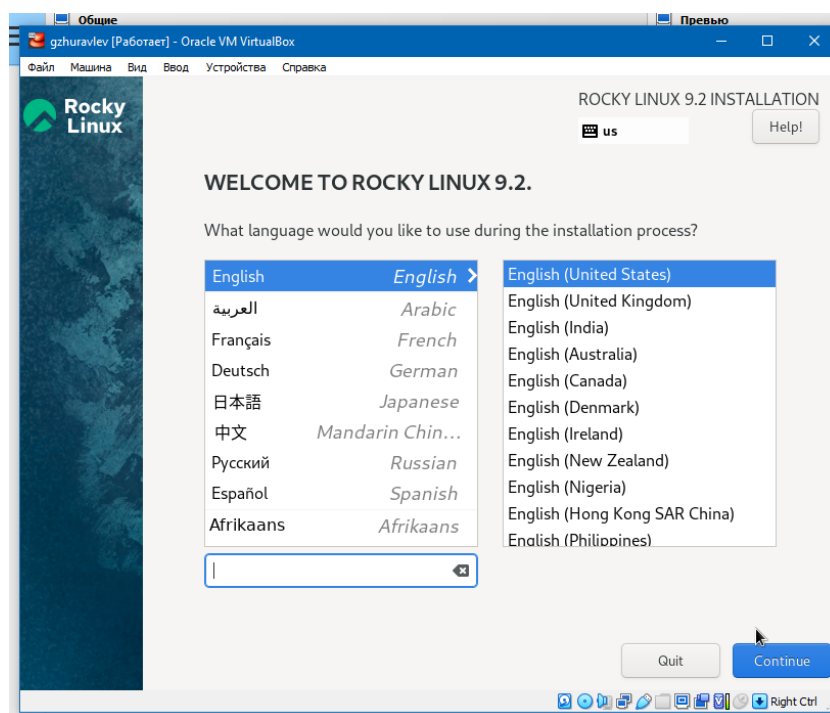 Общие
Превью
gzhuravlev [Работает] - Oracle VM VirtualBox
Файл Машина Вид Ввод Устройства Справка
Rocky
Linux
ROCKY LINUX 9.2 INSTALLATION
us
Help!
WELCOME TO ROCKY LINUX 9.2.
What language would you like to use during the installation process?
English English
العربية Arabic
Français French
Deutsch German
日本語 Japanese
中文 Mandarin Chin...
Русский Russian
Español Spanish
Afrikaans Afrikaans
English (United States)
English (United Kingdom)
English (India)
English (Australia)
English (Canada)
English (Denmark)
English (Ireland)
English (New Zealand)
English (Nigeria)
English (Hong Kong SAR China)
English (Philippines)
Quit
Continue
Right Ctrl